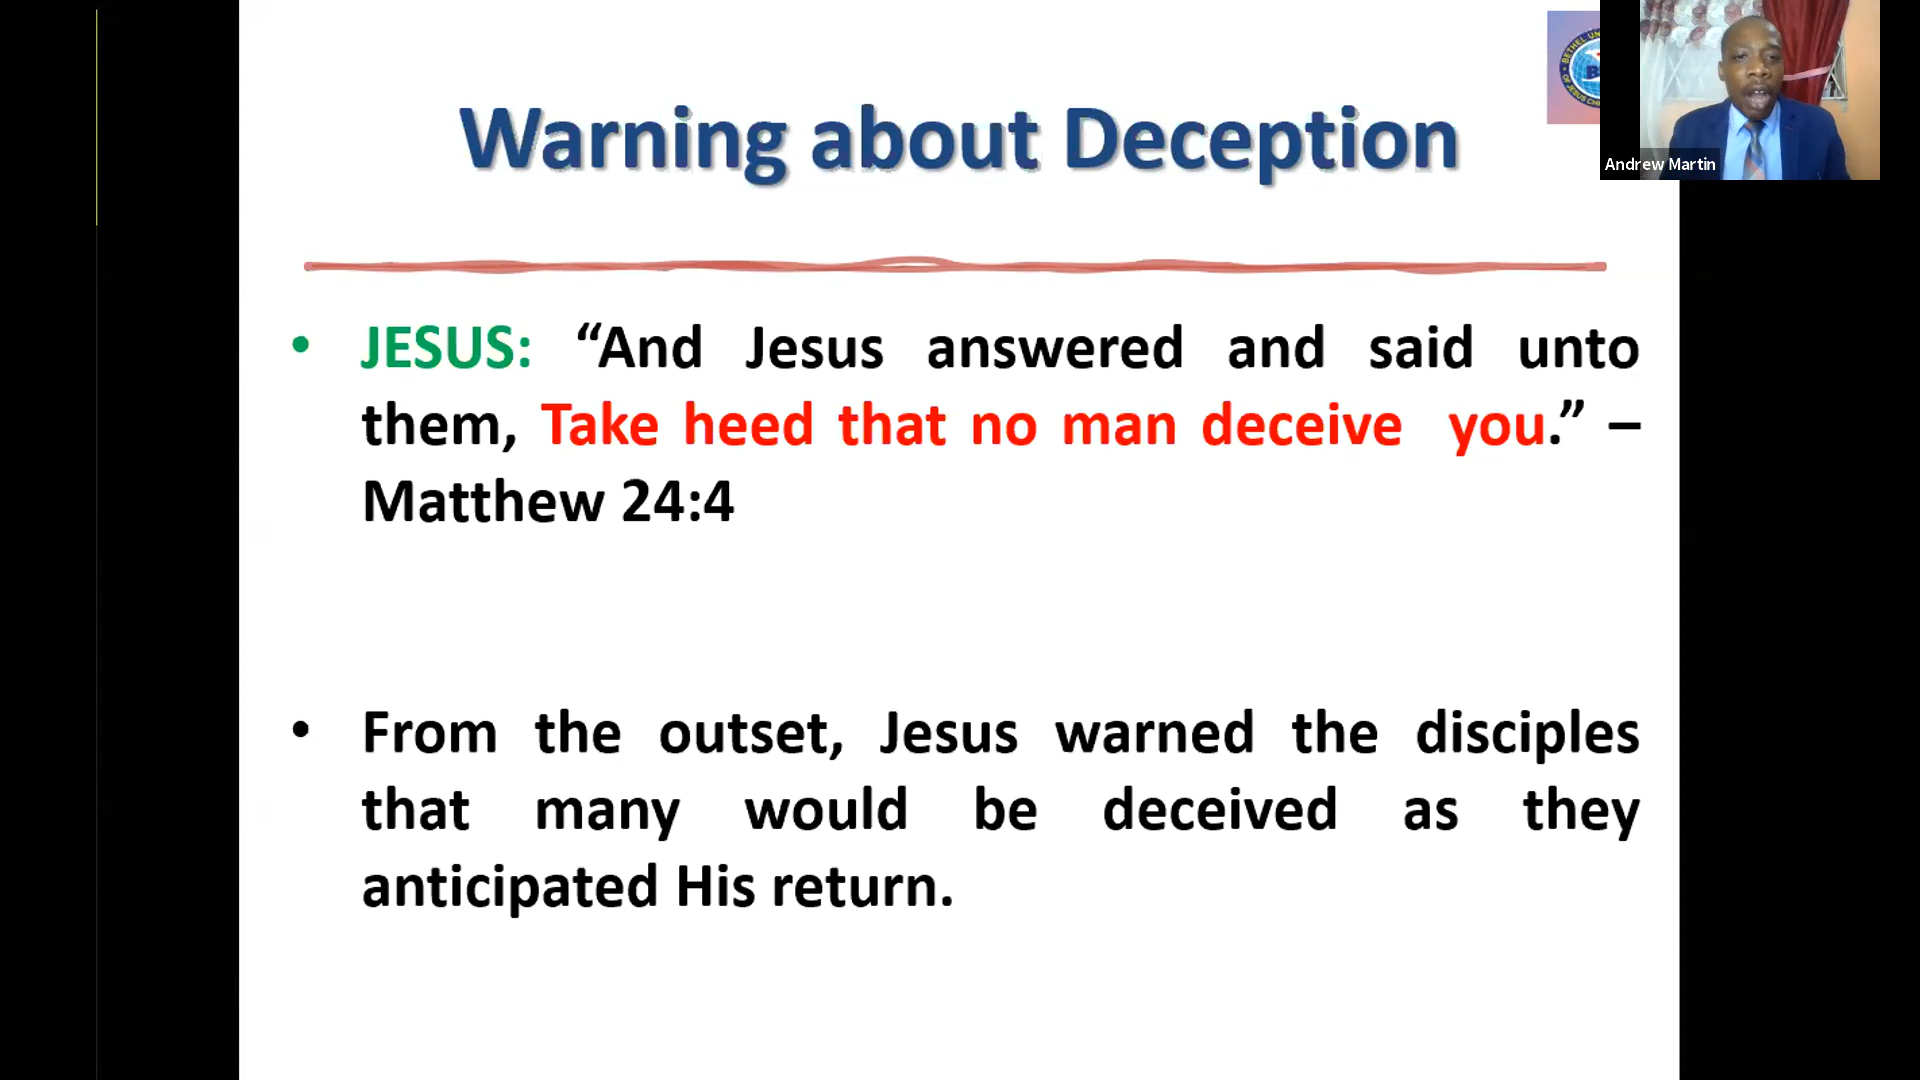 Warning about Deception
Andrew Martin
• JESUS: “And Jesus answered and said unto
them, Take heed that no man deceive you.” –
Matthew 24:4
• From the outset, Jesus warned the disciples
that many would be deceived as they
anticipated His return.